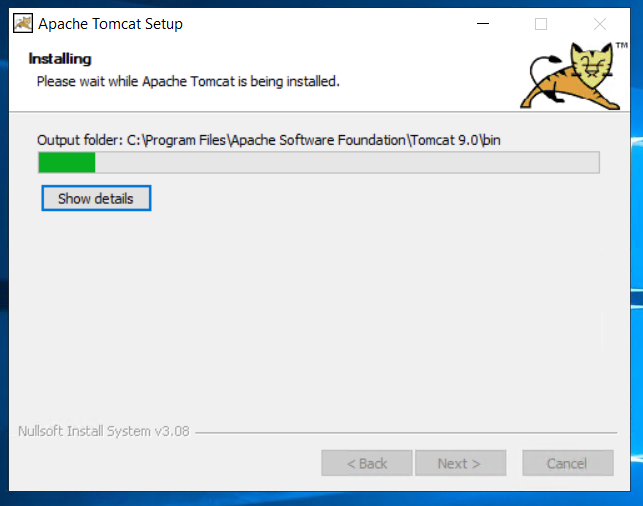 Apache Tomcat Setup
Installing
Please wait while Apache Tomcat is being installed.
TM
Output folder: C:\Program Files\Apache Software Foundation\Tomcat 9.0\bin
Show details
Nullsoft Install System v3.08
< Back
Next >
Cancel